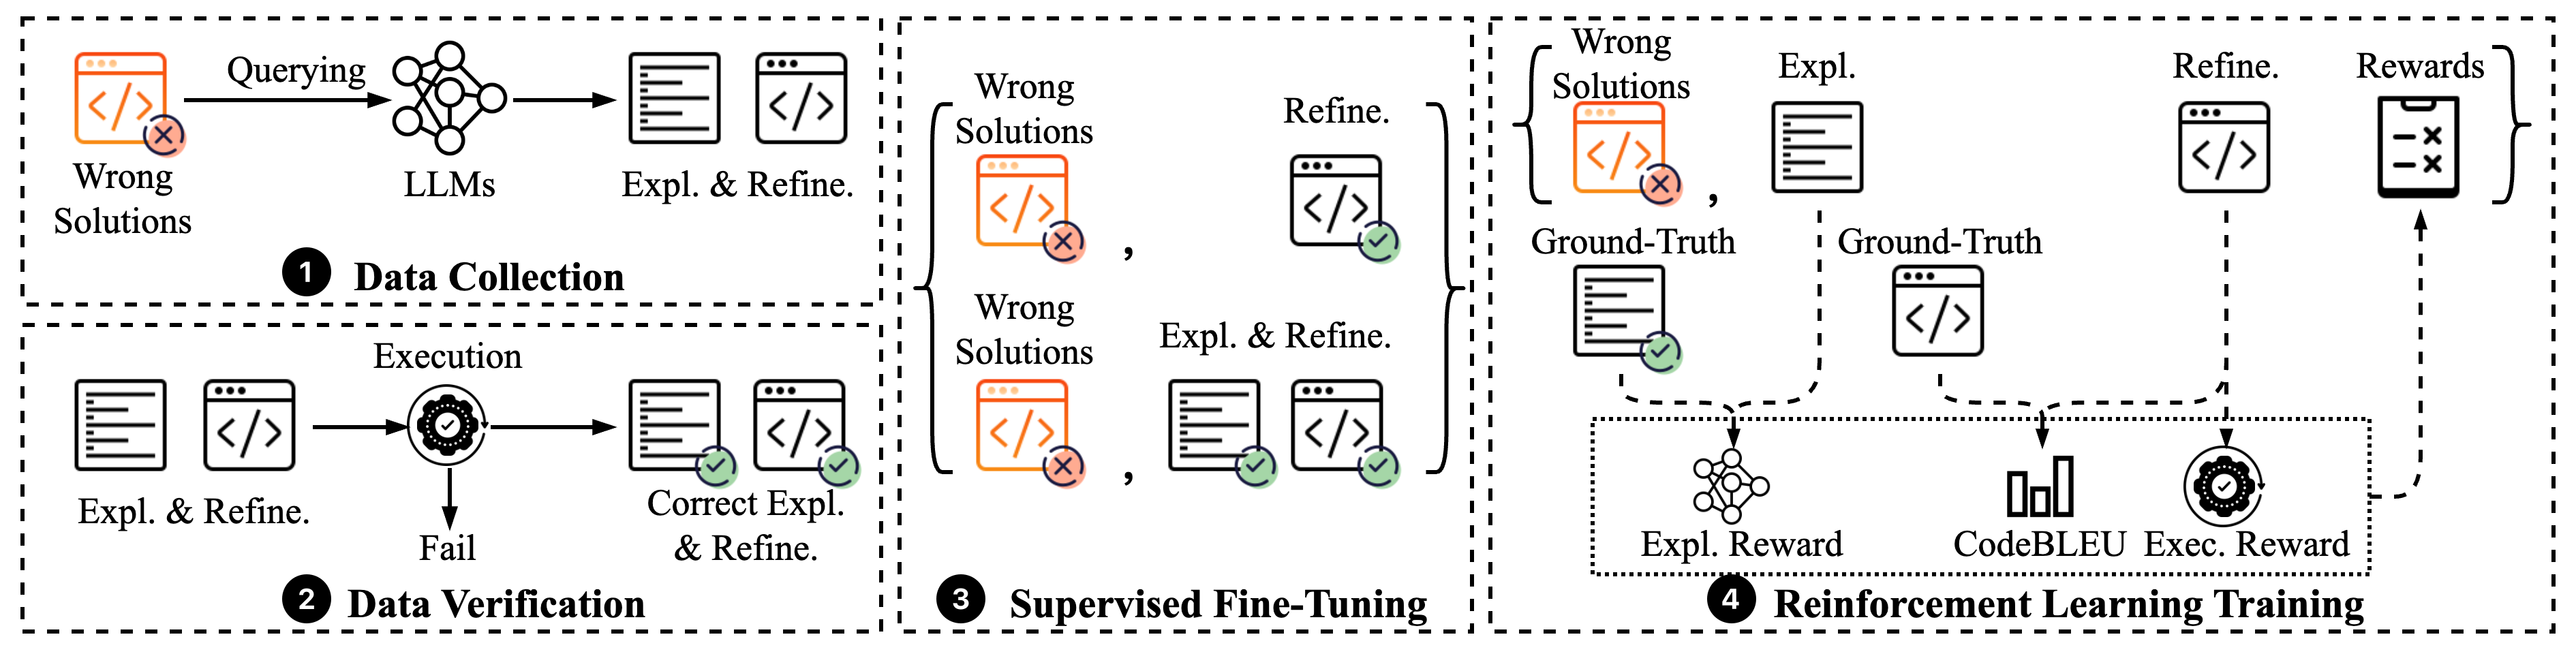 Querying
Wrong
Solutions
LLMs
Expl. & Refine.
1 Data Collection
Execution
Expl. & Refine.
Fail
Correct Expl.
& Refine.
2 Data Verification
Wrong
Solutions
Refine.
,
Wrong
Solutions
Expl. & Refine.
,
3 Supervised Fine-Tuning
Wrong
Solutions
Expl.
Refine.
Rewards
,
Ground-Truth
Ground-Truth
Expl. Reward
CodeBLEU
Exec. Reward
4 Reinforcement Learning Training